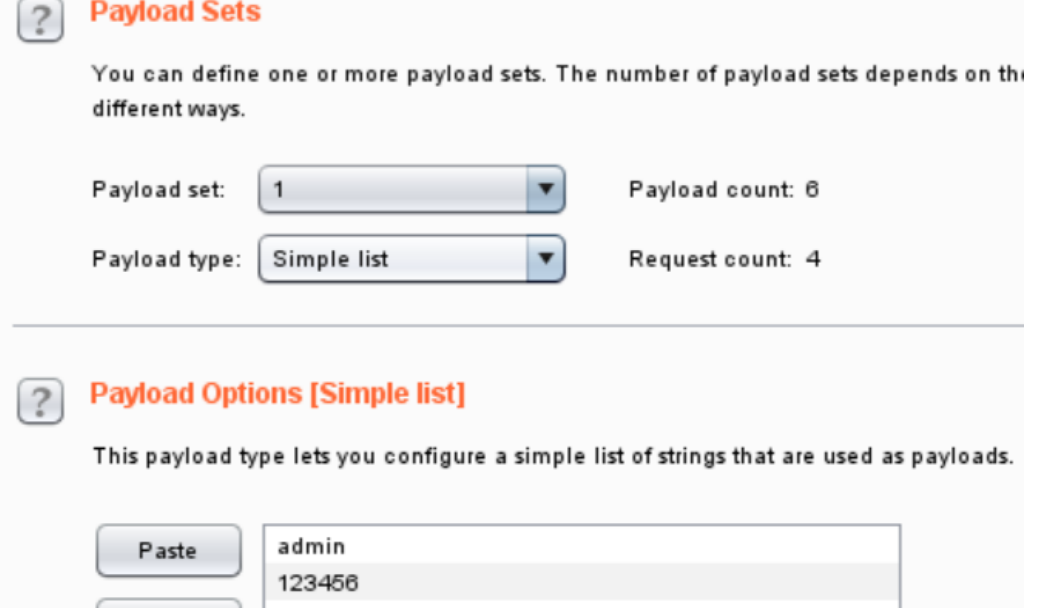 ?
Payload Sets
You can define one or more payload sets. The number of payload sets depends on the
different ways.
Payload set: 1 Payload count: 6
Payload type: Simple list Request count: 4
?
Payload Options [Simple list]
This payload type lets you configure a simple list of strings that are used as payloads.
Paste admin
123456